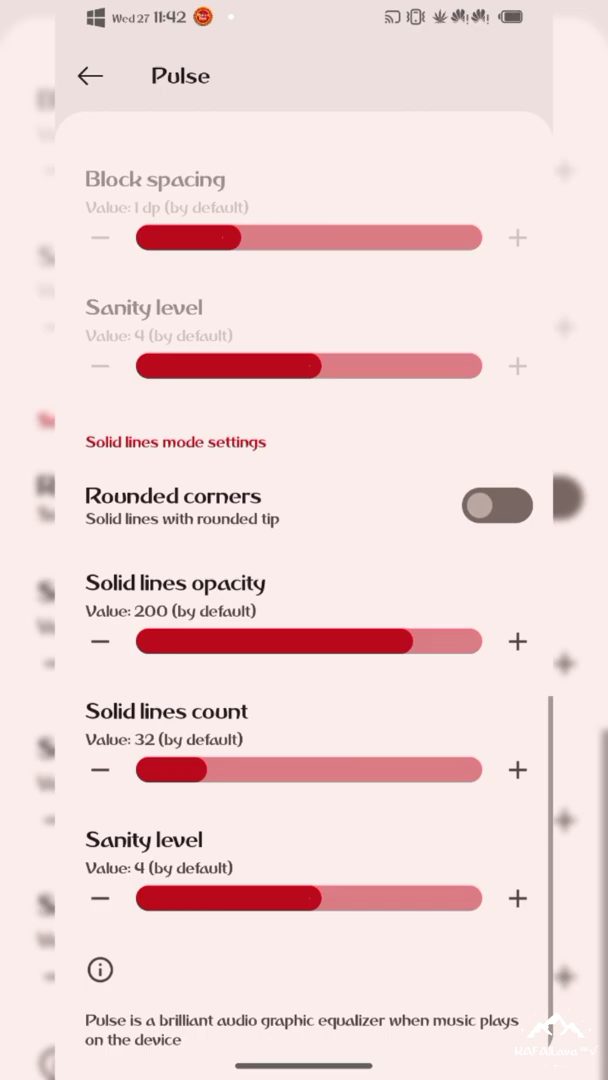 Wed 27 11:42
Pulse
Block spacing
Value: 1 dp (by default)
Sanity level
Value: 4 (by default)
Solid lines mode settings
Rounded corners
Solid lines with rounded tip
Solid lines opacity
Value: 200 (by default)
Solid lines count
Value: 32 (by default)
Sanity level
Value: 4 (by default)
Pulse is a brilliant audio graphic equalizer when music plays
on the device